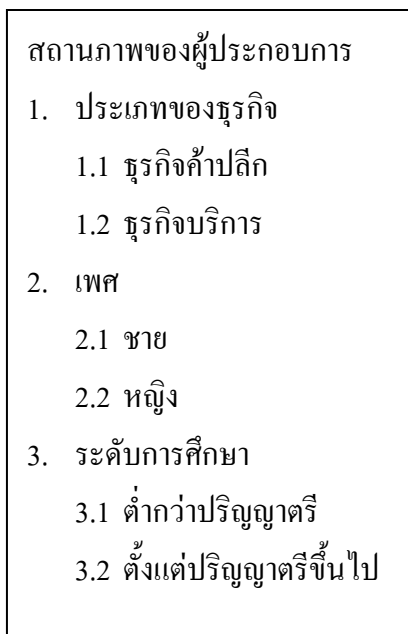 สถานภาพของผู้ประกอบการ
1. ประเภทของธุรกิจ
1.1 ธุรกิจค้าปลีก
1.2 ธุรกิจบริการ
2. เพศ
2.1 ชาย
2.2 หญิง
3. ระดับการศึกษา
3.1 ต่ำกว่าปริญญาตรี
3.2 ตั้งแต่ปริญญาตรีขึ้นไป